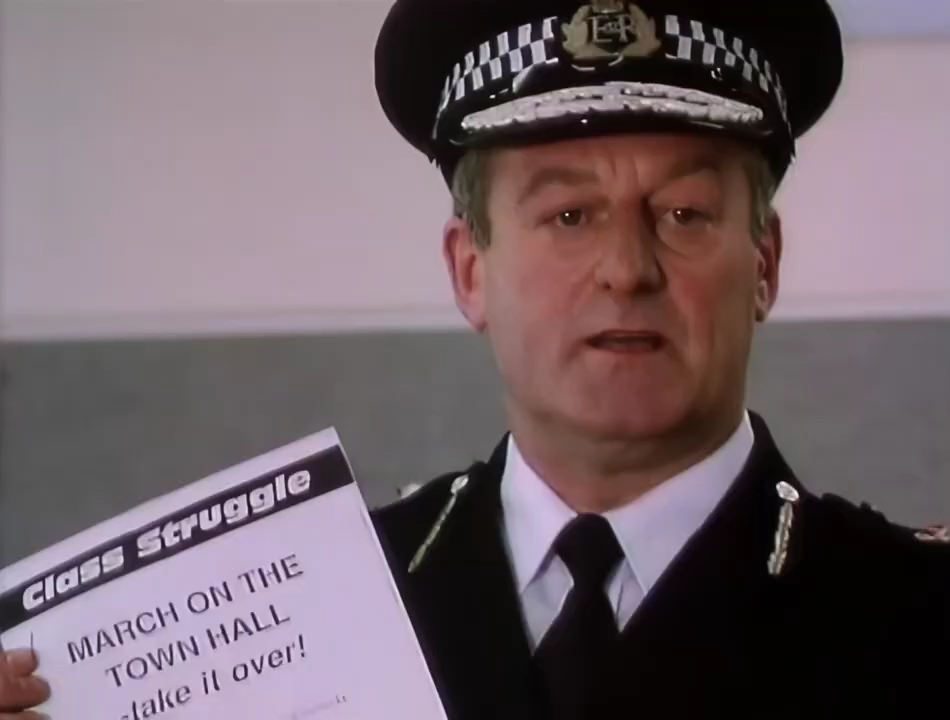 E R
Class Struggle
MARCH ON THE
TOWN HALL
take it over!